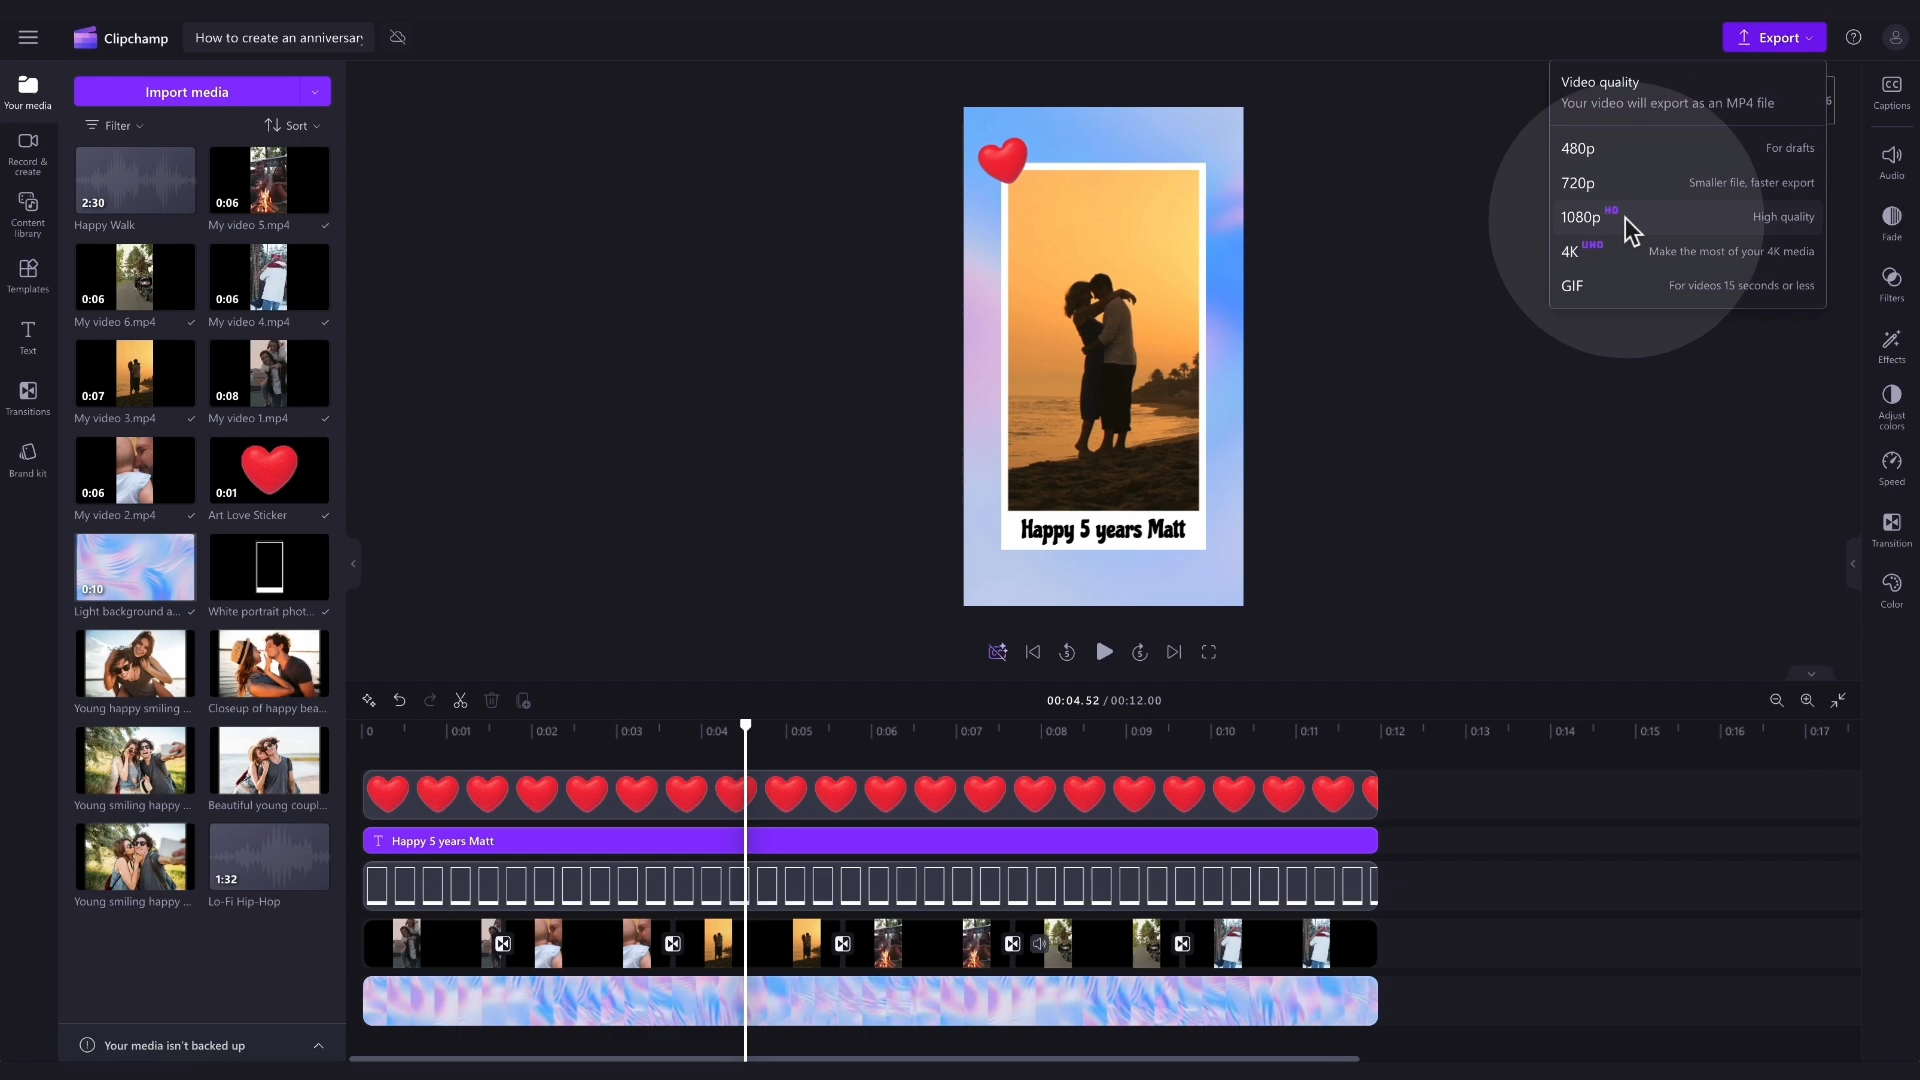 Clipchamp
How to create an anniversar
Export
Your media
Record &
create
Content
library
Templates
Text
Transitions
Brand kit
Import media
Filter
Sort
2:30
Happy Walk
0:06
My video 5.mp4
0:06
My video 6.mp4
0:06
My video 4.mp4
0:07
My video 3.mp4
0:08
My video 1.mp4
0:06
My video 2.mp4
0:01
Art Love Sticker
0:10
Light background a...
White portrait phot...
Young happy smiling ...
Closeup of happy bea...
Young smiling happy ...
Beautiful young coupl...
Young smiling happy ...
1:32
Lo-Fi Hip-Hop
Your media isn't backed up
Happy 5 years Matt
Video quality
Your video will export as an MP4 file
480p For drafts
720p Smaller file, faster export
1080p HD High quality
4K UHD Make the most of your 4K media
GIF For videos 15 seconds or less
6
CC
Captions
Audio
Fade
Filters
Effects
Adjust
colors
Speed
Transition
Color
5
5
00:04.52 / 00:12.00
0 0:01 0:02 0:03 0:04 0:05 0:06 0:07 0:08 0:09 0:10 0:11 0:12 0:13 0:14 0:15 0:16 0:17
T Happy 5 years Matt